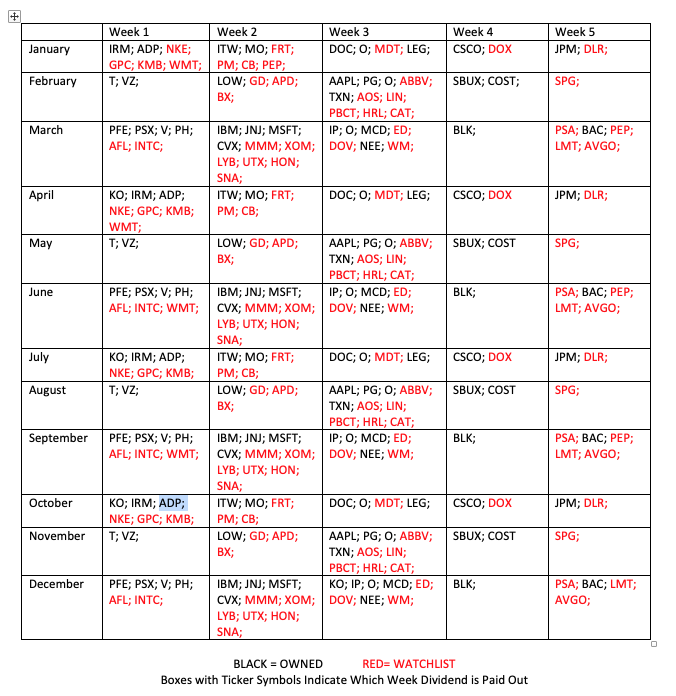 Week 1 Week 2 Week 3 Week 4 Week 5
January
IRM; ADP; NKE;
GPC; KMB; WMT;
ITW; MO; FRT;
PM; CB; PEP;
DOC; O; MDT; LEG;
CSCO; DOX
JPM; DLR;
February
T; VZ;
LOW; GD; APD;
BX;
AAPL; PG; O; ABBV;
TXN; AOS; LIN;
PBCT; HRL; CAT;
SBUX; COST;
SPG;
March
PFE; PSX; V; PH;
AFL; INTC;
IBM; JNJ; MSFT;
CVX; MMM; XOM;
LYB; UTX; HON;
SNA;
IP; O; MCD; ED;
DOV; NEE; WM;
BLK;
PSA; BAC; PEP;
LMT; AVGO;
April
KO; IRM; ADP;
NKE; GPC; KMB;
WMT;
ITW; MO; FRT;
PM; CB;
DOC; O; MDT; LEG;
CSCO; DOX
JPM; DLR;
May
T; VZ;
LOW; GD; APD;
BX;
AAPL; PG; O; ABBV;
TXN; AOS; LIN;
PBCT; HRL; CAT;
SBUX; COST
SPG;
June
PFE; PSX; V; PH;
AFL; INTC; WMT;
IBM; JNJ; MSFT;
CVX; MMM; XOM;
LYB; UTX; HON;
SNA;
IP; O; MCD; ED;
DOV; NEE; WM;
BLK;
PSA; BAC; PEP;
LMT; AVGO;
July
KO; IRM; ADP;
NKE; GPC; KMB;
ITW; MO; FRT;
PM; CB;
DOC; O; MDT; LEG;
CSCO; DOX
JPM; DLR;
August
T; VZ;
LOW; GD; APD;
BX;
AAPL; PG; O; ABBV;
TXN; AOS; LIN;
PBCT; HRL; CAT;
SBUX; COST
SPG;
September
PFE; PSX; V; PH;
AFL; INTC; WMT;
IBM; JNJ; MSFT;
CVX; MMM; XOM;
LYB; UTX; HON;
SNA;
IP; O; MCD; ED;
DOV; NEE; WM;
BLK;
PSA; BAC; PEP;
LMT; AVGO;
October
KO; IRM; ADP;
NKE; GPC; KMB;
ITW; MO; FRT;
PM; CB;
DOC; O; MDT; LEG;
CSCO; DOX
JPM; DLR;
November
T; VZ;
LOW; GD; APD;
BX;
AAPL; PG; O; ABBV;
TXN; AOS; LIN;
PBCT; HRL; CAT;
SBUX; COST
SPG;
December
PFE; PSX; V; PH;
AFL; INTC;
IBM; JNJ; MSFT;
CVX; MMM; XOM;
LYB; UTX; HON;
SNA;
KO; IP; O; MCD; ED;
DOV; NEE; WM;
BLK;
PSA; BAC; LMT;
AVGO;
BLACK = OWNED RED= WATCHLIST
Boxes with Ticker Symbols Indicate Which Week Dividend is Paid Out